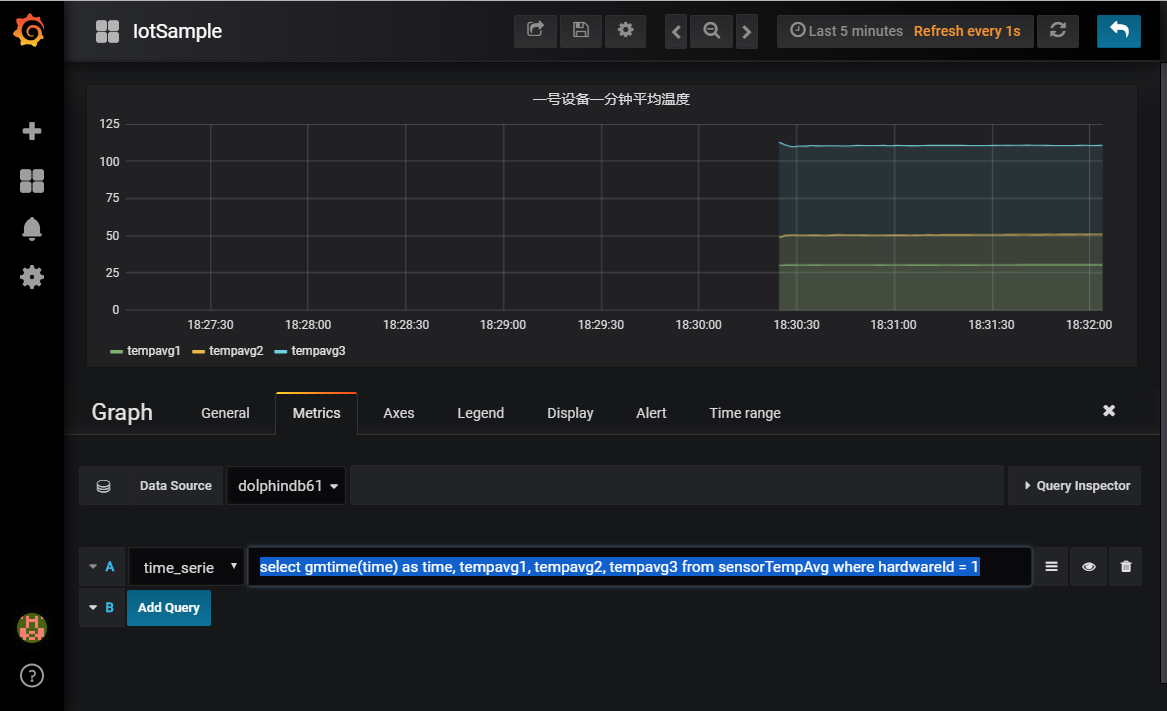 IotSample
Last 5 minutes Refresh every 1s
一号设备一分钟平均温度
125
100
75
50
25
0
18:27:30 18:28:00 18:28:30 18:29:00 18:29:30 18:30:00 18:30:30 18:31:00 18:31:30 18:32:00
tempavg1 tempavg2 tempavg3
Graph General Metrics Axes Legend Display Alert Time range
Data Source dolphindb61 Query Inspector
A time_serie select gmtime(time) as time, tempavg1, tempavg2, tempavg3 from sensorTempAvg where hardwareId = 1
B Add Query